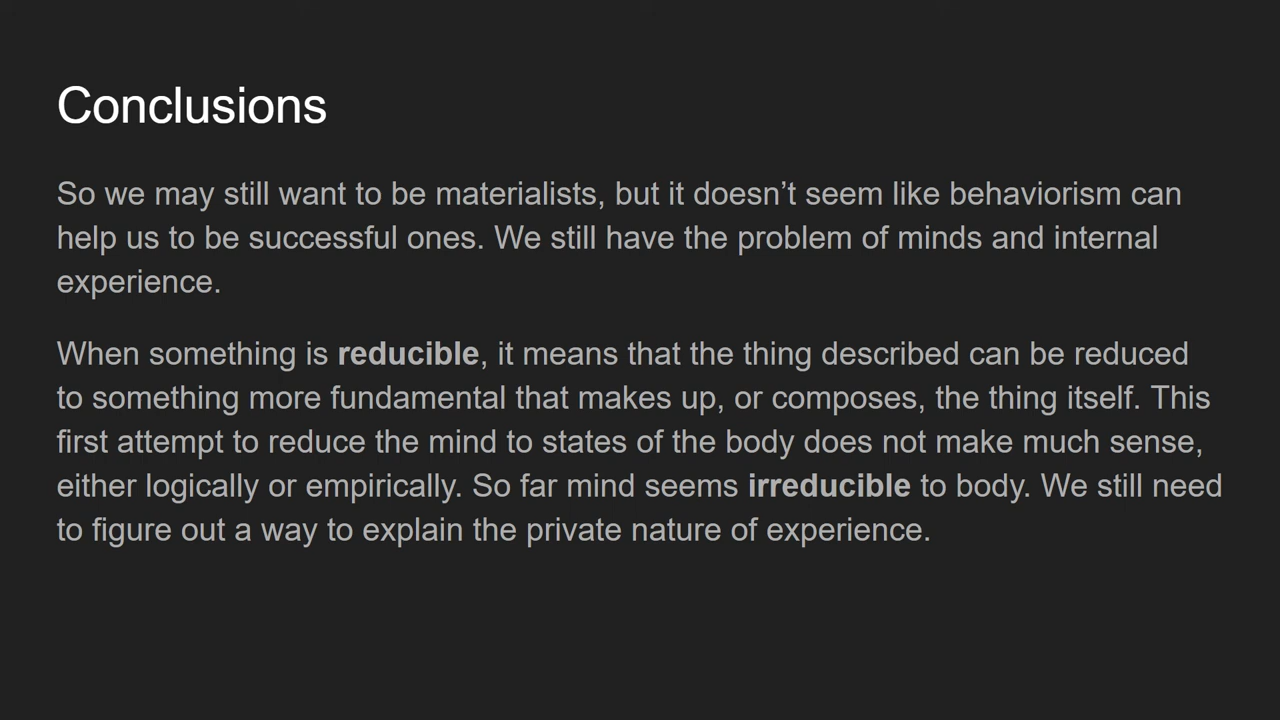 Conclusions
So we may still want to be materialists, but it doesn’t seem like behaviorism can
help us to be successful ones. We still have the problem of minds and internal
experience.
When something is reducible, it means that the thing described can be reduced
to something more fundamental that makes up, or composes, the thing itself. This
first attempt to reduce the mind to states of the body does not make much sense,
either logically or empirically. So far mind seems irreducible to body. We still need
to figure out a way to explain the private nature of experience.